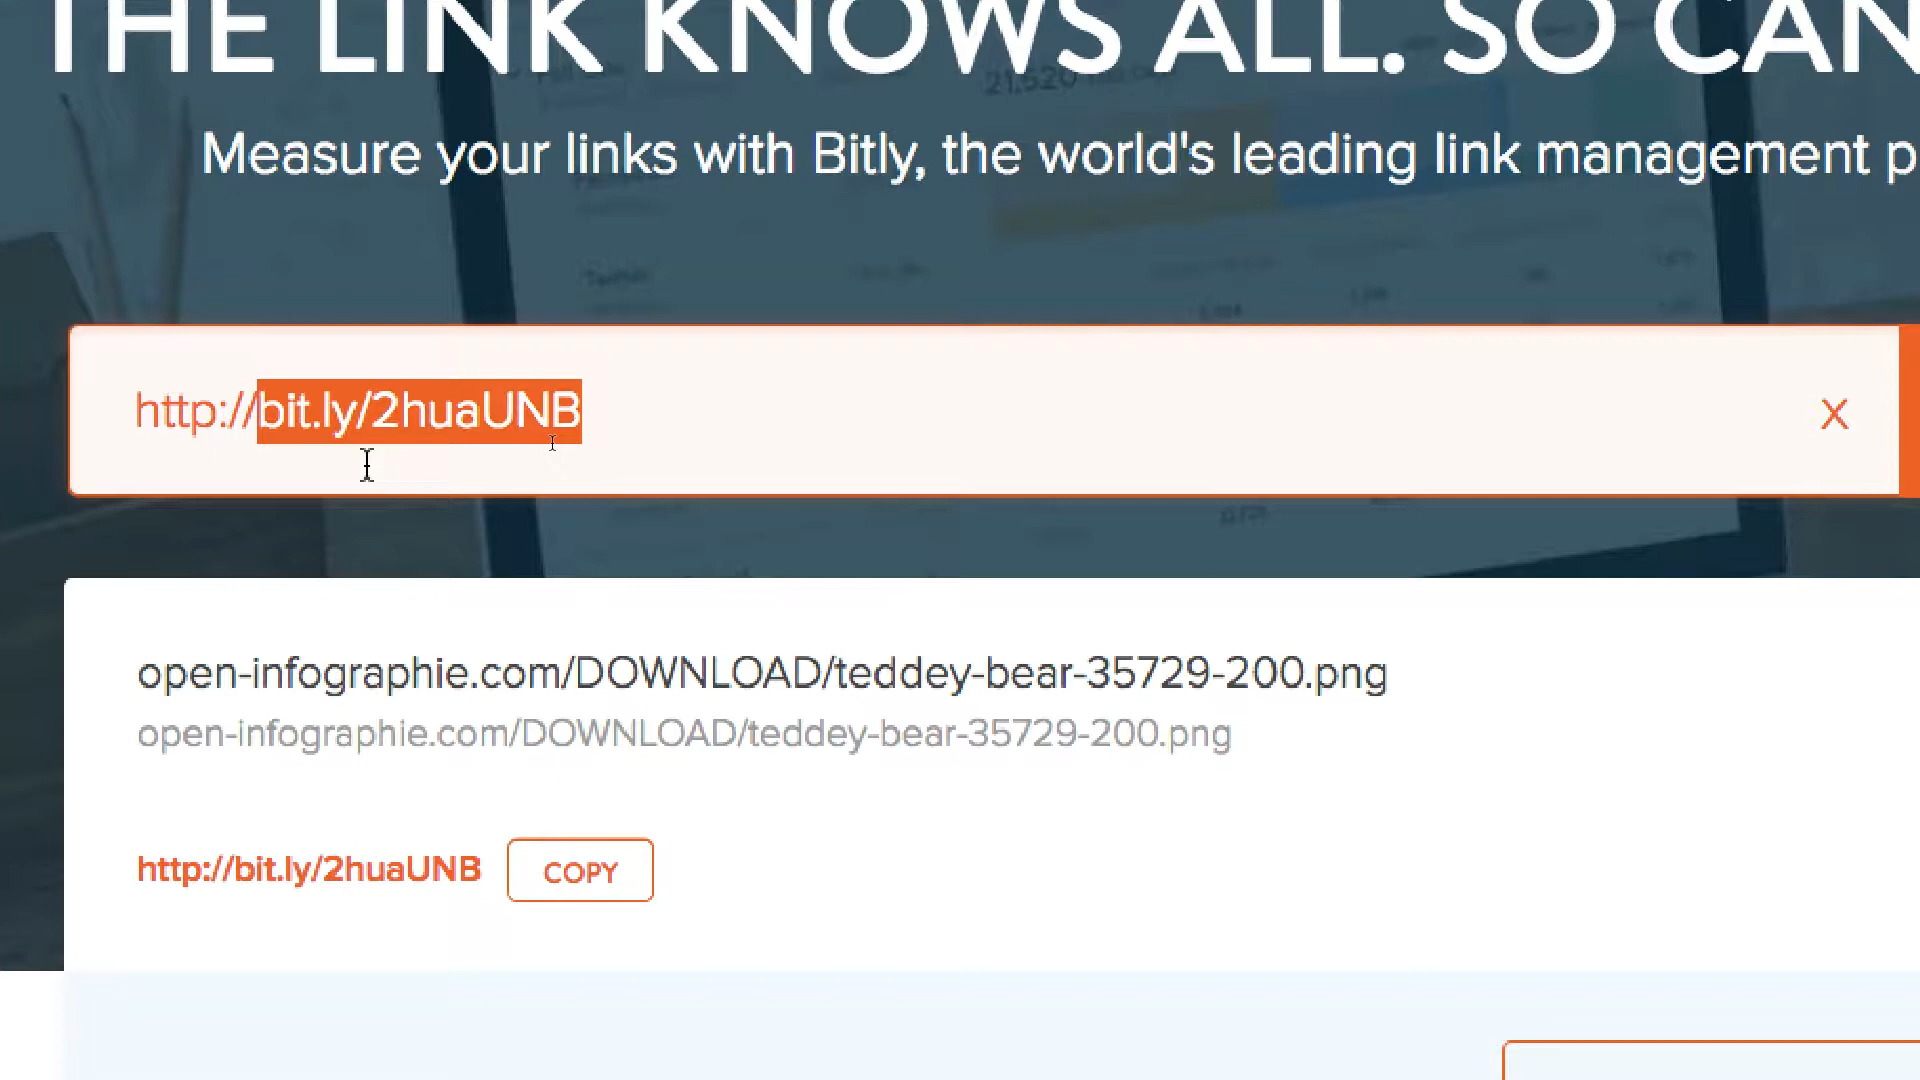 THE LINK KNOWS ALL. SO CAN
Measure your links with Bitly, the world's leading link management p
21,520
http://bit.ly/2huaUNB X
open-infographie.com/DOWNLOAD/teddey-bear-35729-200.png
open-infographie.com/DOWNLOAD/teddey-bear-35729-200.png
http://bit.ly/2huaUNB COPY